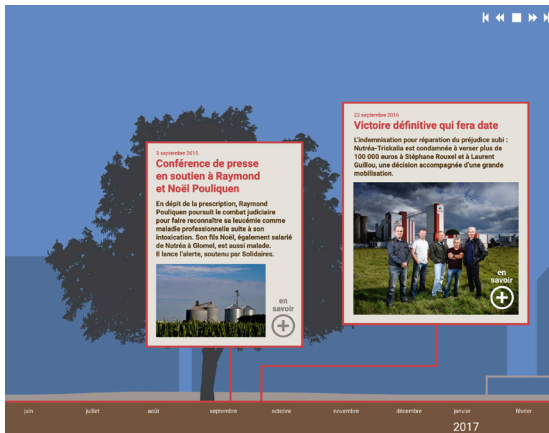 3 septembre 2015
Conférence de presse
en soutien à Raymond
et Noël Pouliquen
En dépit de la prescription, Raymond
Pouliquen poursuit le combat judiciaire
pour faire reconnaître sa leucémie comme
maladie professionnelle suite à son
intoxication. Son fils Noël, également salarié
de Nutréa à Glomel, est aussi malade.
Il lance l'alerte, soutenu par Solidaires.
en
savoir
22 septembre 2016
Victoire définitive qui fera date
L'indemnisation pour réparation du préjudice subi :
Nutréa-Triskalia est condamnée à verser plus de
100 000 euros à Stéphane Rouxel et à Laurent
Guillou, une décision accompagnée d'une grande
mobilisation.
en
savoir
juin juillet août septembre octobre novembre décembre janvier février
2017